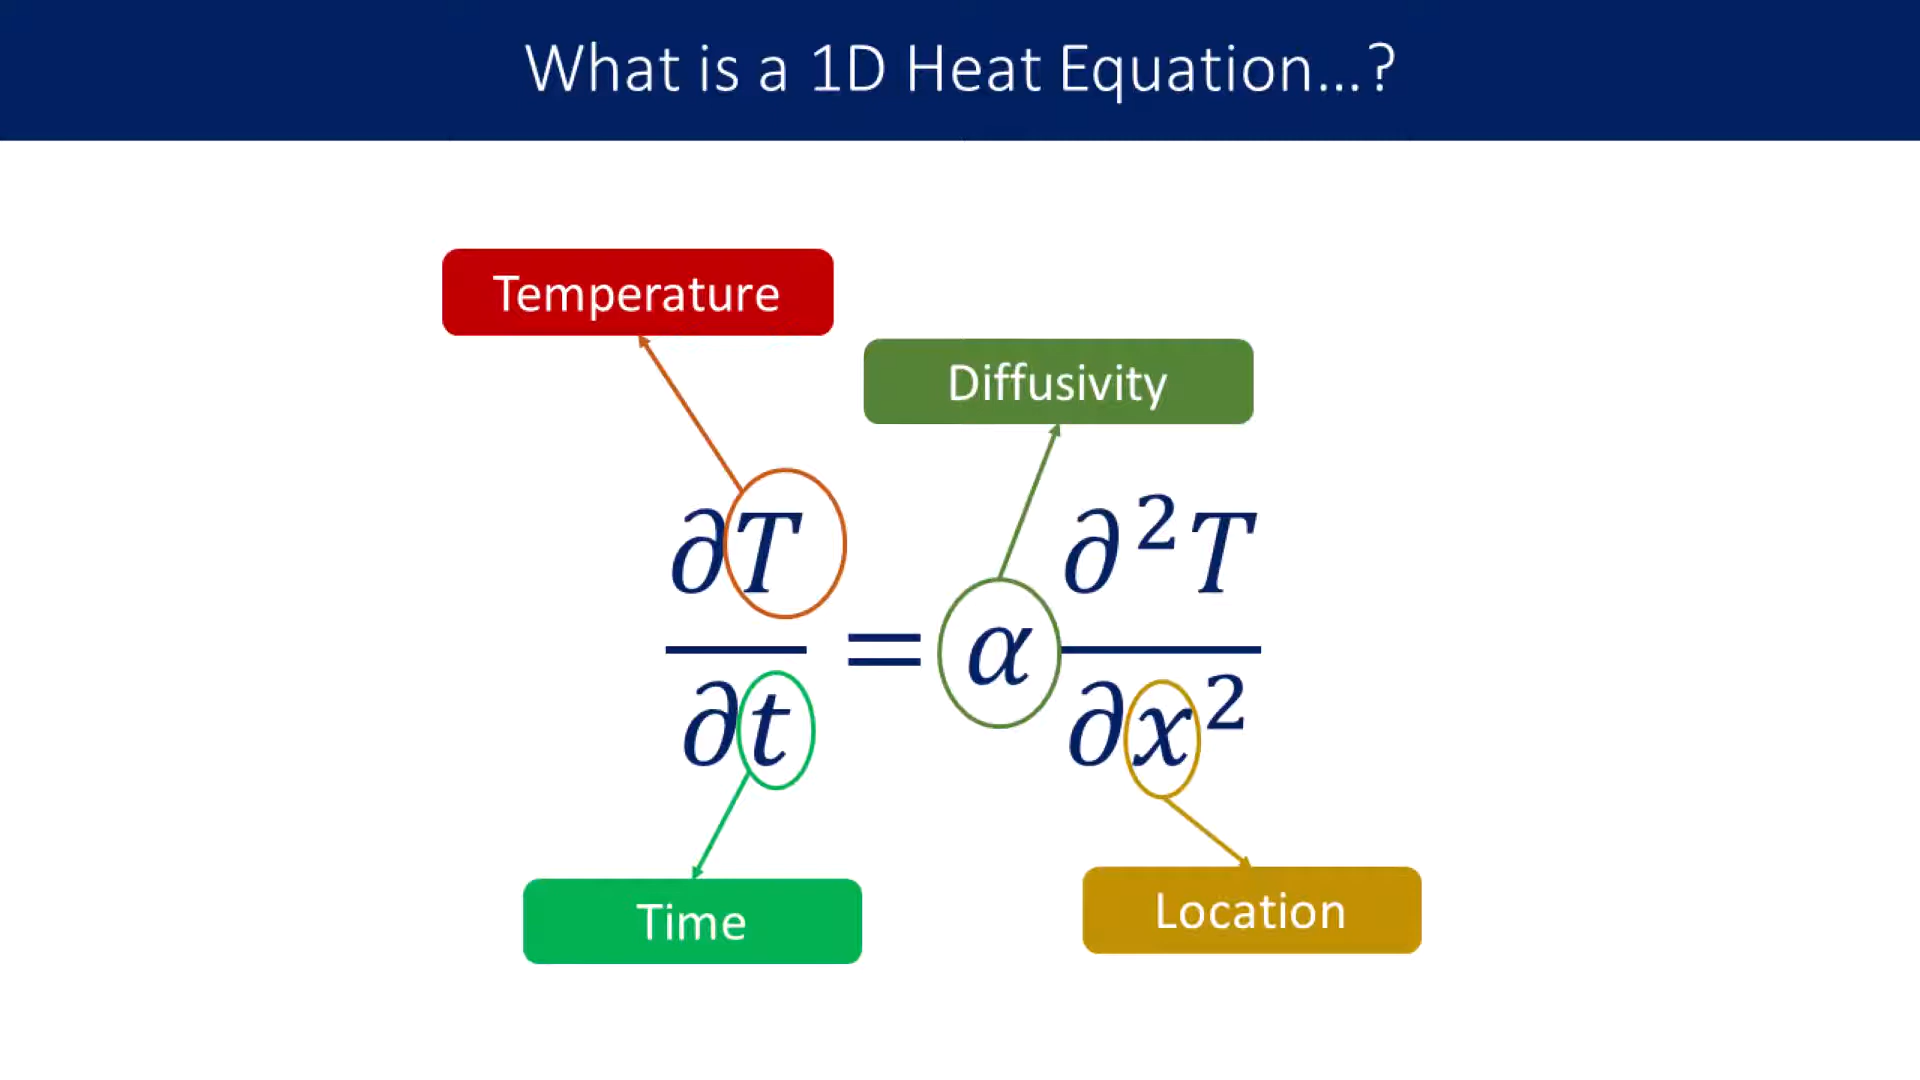 What is a 1D Heat Equation...?
Temperature
Diffusivity
∂T/∂t = α ∂²T/∂x²
Time
Location